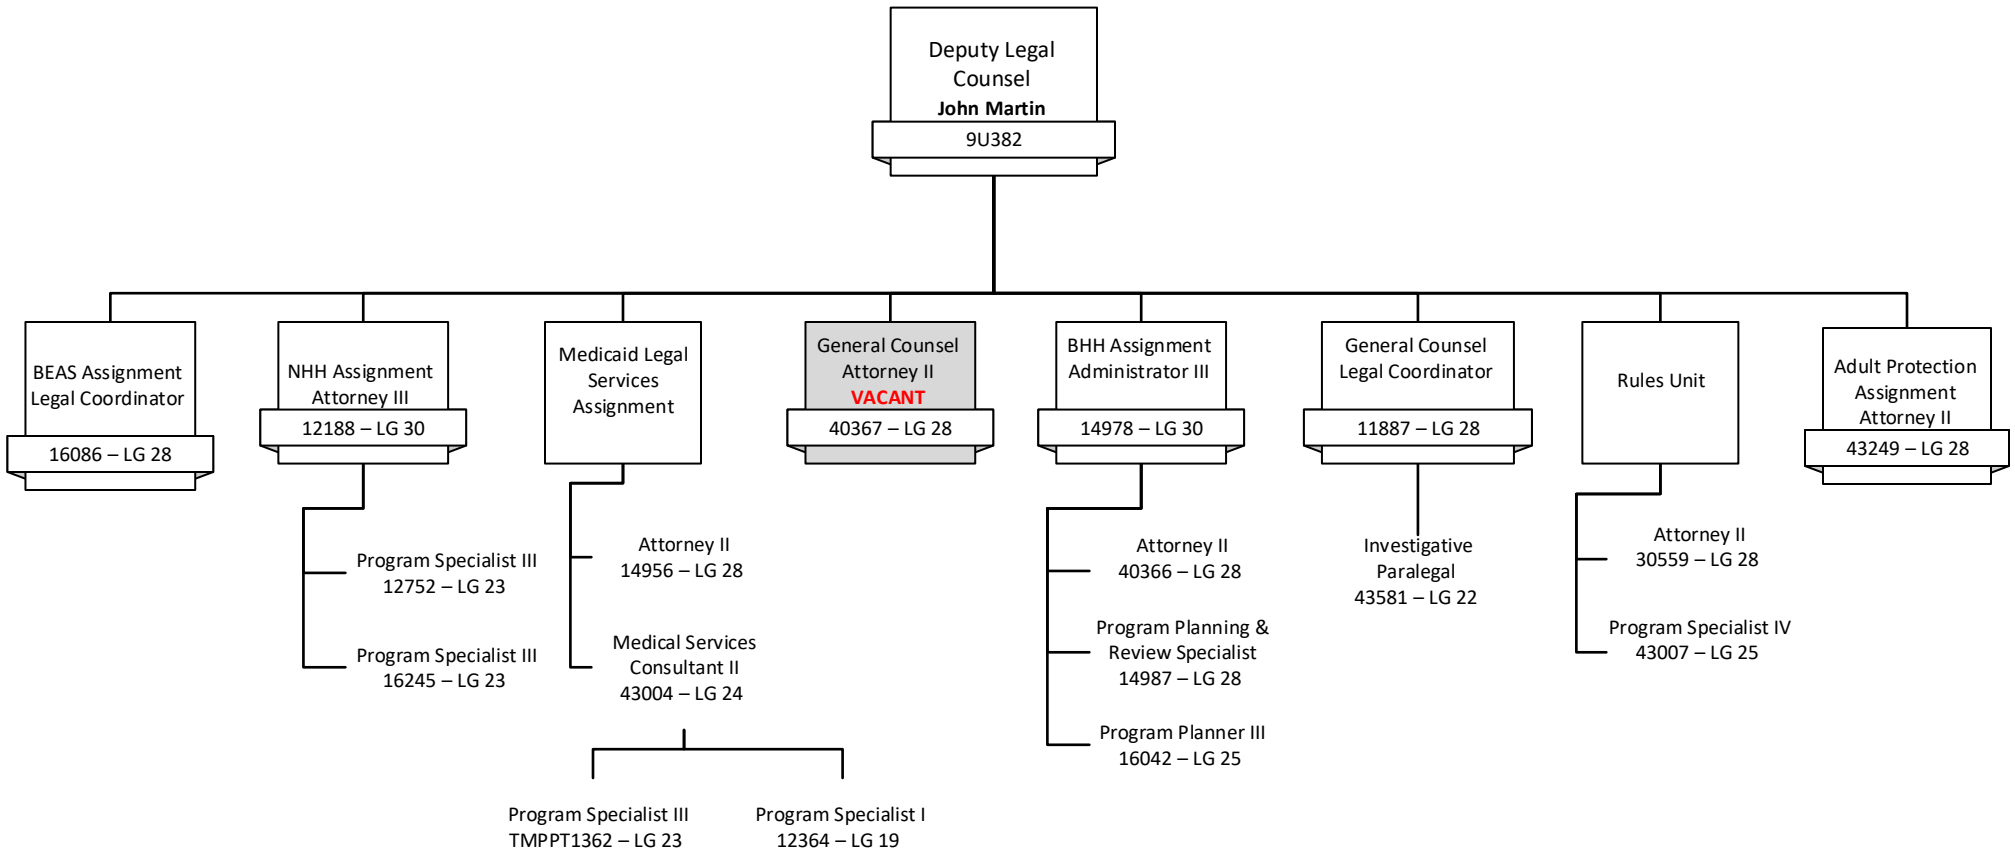 Deputy Legal
Counsel
John Martin
9U382
BEAS Assignment
Legal Coordinator
16086 – LG 28
NHH Assignment
Attorney III
12188 – LG 30
Medicaid Legal
Services
Assignment
General Counsel
Attorney II
VACANT
40367 – LG 28
BHH Assignment
Administrator III
14978 – LG 30
General Counsel
Legal Coordinator
11887 – LG 28
Rules Unit
Adult Protection
Assignment
Attorney II
43249 – LG 28
Program Specialist III
12752 – LG 23
Program Specialist III
16245 – LG 23
Attorney II
14956 – LG 28
Medical Services
Consultant II
43004 – LG 24
Program Specialist III
TMPPT1362 – LG 23
Program Specialist I
12364 – LG 19
Attorney II
40366 – LG 28
Program Planning &
Review Specialist
14987 – LG 28
Program Planner III
16042 – LG 25
Investigative
Paralegal
43581 – LG 22
Attorney II
30559 – LG 28
Program Specialist IV
43007 – LG 25